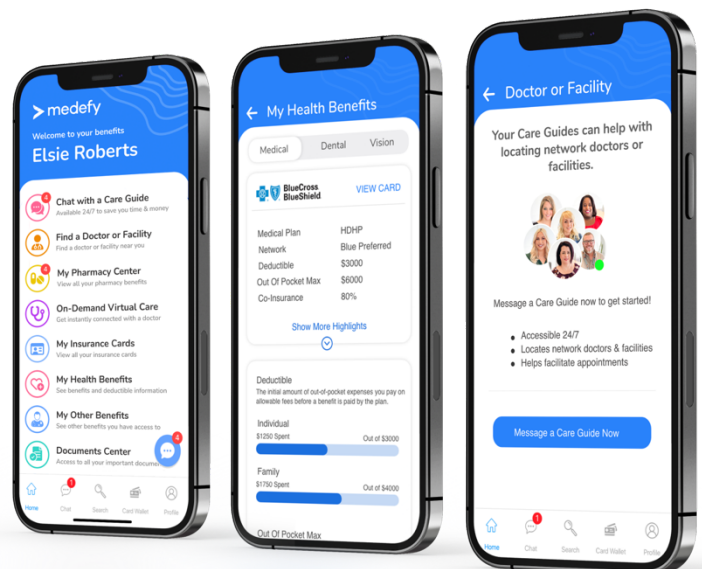 medefy
Welcome to your benefits
Elsie Roberts
4
Chat with a Care Guide
Available 24/7 to save you time & money
Find a Doctor or Facility
Find a doctor or facility near you
4
My Pharmacy Center
View all your pharmacy benefits
On-Demand Virtual Care
Get instantly connected with a doctor
My Insurance Cards
View all your insurance cards
My Health Benefits
See benefits and deductible information
My Other Benefits
See other benefits you have access to
Documents Center
Access to all your important documen
4
1
Home Chat Search Card Wallet Profile
My Health Benefits
Medical Dental Vision
BlueCross
BlueShield
VIEW CARD
Medical Plan HDHP
Network Blue Preferred
Deductible $3000
Out Of Pocket Max $6000
Co-Insurance 80%
Show More Highlights
Deductible
The initial amount of out-of-pocket expenses you pay on
allowable fees before a benefit is paid by the plan.
Individual
$1250 Spent Out of $3000
Family
$1750 Spent Out of $4000
Out Of Pocket Max
Doctor or Facility
Your Care Guides can help with
locating network doctors or
facilities.
Message a Care Guide now to get started!
• Accessible 24/7
• Locates network doctors & facilities
• Helps facilitate appointments
Message a Care Guide Now
1
Home Chat Search Card Wallet Profile